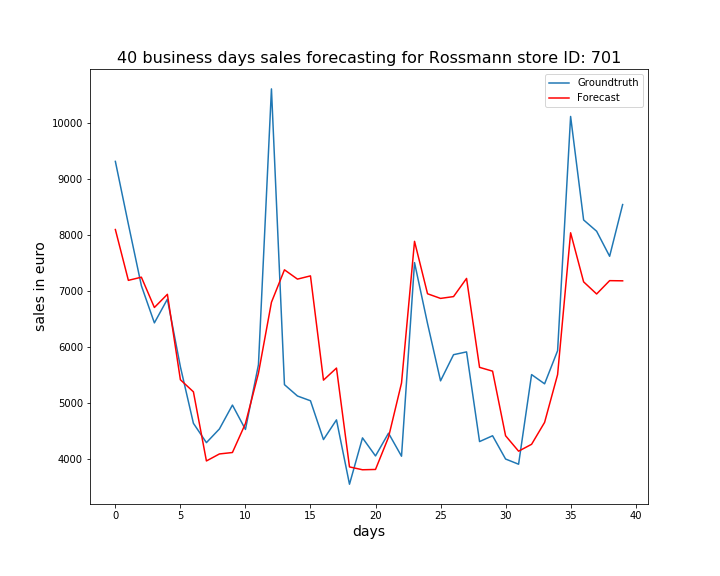 40 business days sales forecasting for Rossmann store ID: 701
Groundtruth
Forecast
10000
9000
8000
7000
6000
5000
4000
sales in euro
0 5 10 15 20 25 30 35 40
days